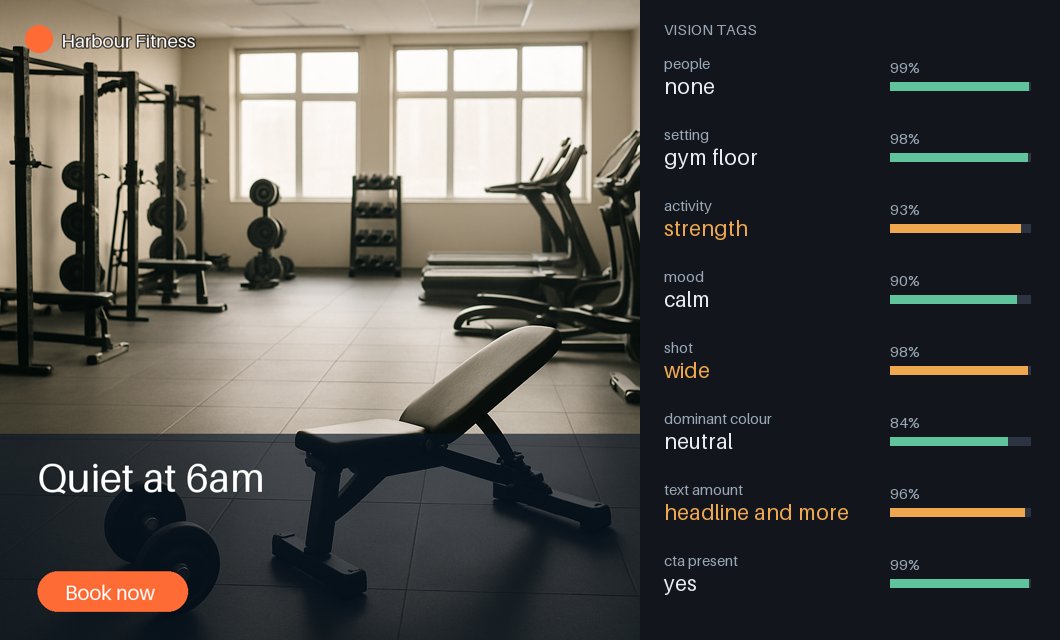 Harbour Fitness
Quiet at 6am
Book now
VISION TAGS
people
none
99%
setting
gym floor
98%
activity
strength
93%
mood
calm
90%
shot
wide
98%
dominant colour
neutral
84%
text amount
headline and more
96%
cta present
yes
99%